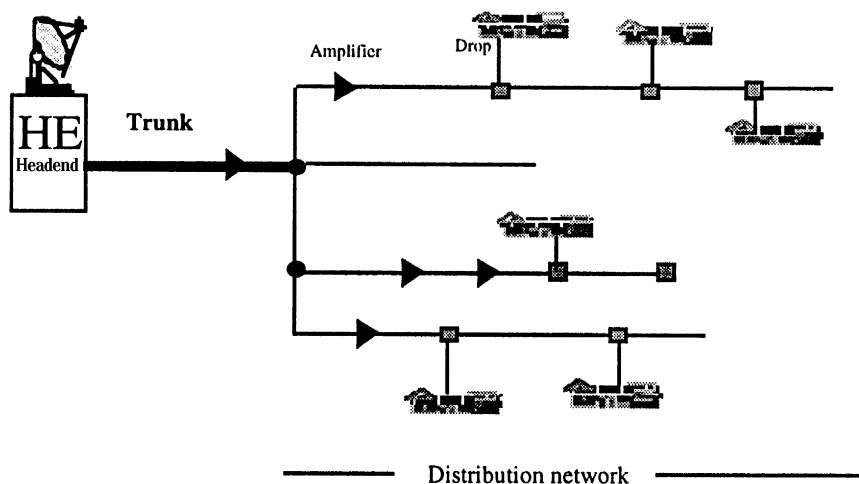 Amplifier
Drop
HE
Headend
Trunk
Distribution network